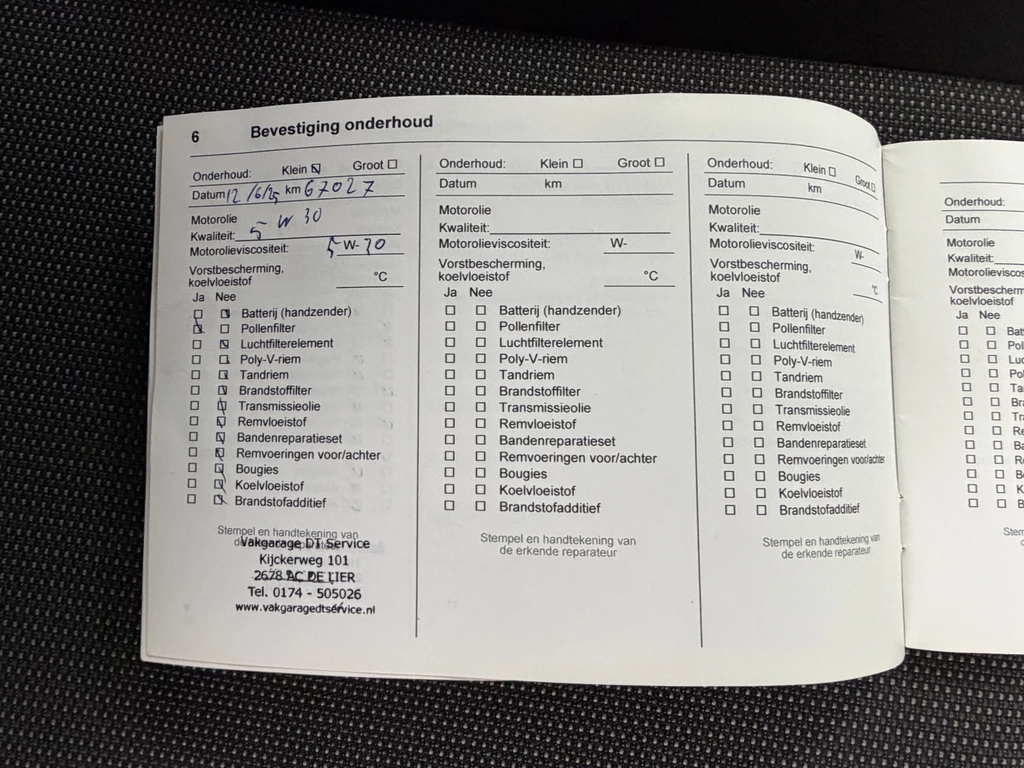 6 Bevestiging onderhoud
Onderhoud: Klein Groot
Datum 12/6/25 km 67027
Motorolie
Kwaliteit: 5 W 30
Motorolieviscositeit: 5 W- 30
Vorstbescherming,
koelvloeistof °C
Ja Nee
Batterij (handzender)
Pollenfilter
Luchtfilterelement
Poly-V-riem
Tandriem
Brandstoffilter
Transmissieolie
Remvloeistof
Bandenreparatieset
Remvoeringen voor/achter
Bougies
Koelvloeistof
Brandstofadditief
Stempel en handtekening van
Vakgarage DT Service
Kijckerweg 101
2678 AC DE LIER
Tel. 0174 - 505026
www.vakgaragedtservice.nl
Onderhoud: Klein Groot
Datum km
Motorolie
Kwaliteit:
Motorolieviscositeit: W-
Vorstbescherming,
koelvloeistof °C
Ja Nee
Batterij (handzender)
Pollenfilter
Luchtfilterelement
Poly-V-riem
Tandriem
Brandstoffilter
Transmissieolie
Remvloeistof
Bandenreparatieset
Remvoeringen voor/achter
Bougies
Koelvloeistof
Brandstofadditief
Stempel en handtekening van
de erkende reparateur
Onderhoud: Klein Groot
Datum km
Motorolie
Kwaliteit:
Motorolieviscositeit: W-
Vorstbescherming,
koelvloeistof °C
Ja Nee
Batterij (handzender)
Pollenfilter
Luchtfilterelement
Poly-V-riem
Tandriem
Brandstoffilter
Transmissieolie
Remvloeistof
Bandenreparatieset
Remvoeringen voor/achter
Bougies
Koelvloeistof
Brandstofadditief
Stempel en handtekening van
de erkende reparateur
Onderhoud:
Datum
Motorolie
Kwaliteit:
Motorolievisco
Vorstbescherm
koelvloeistof
Ja Nee